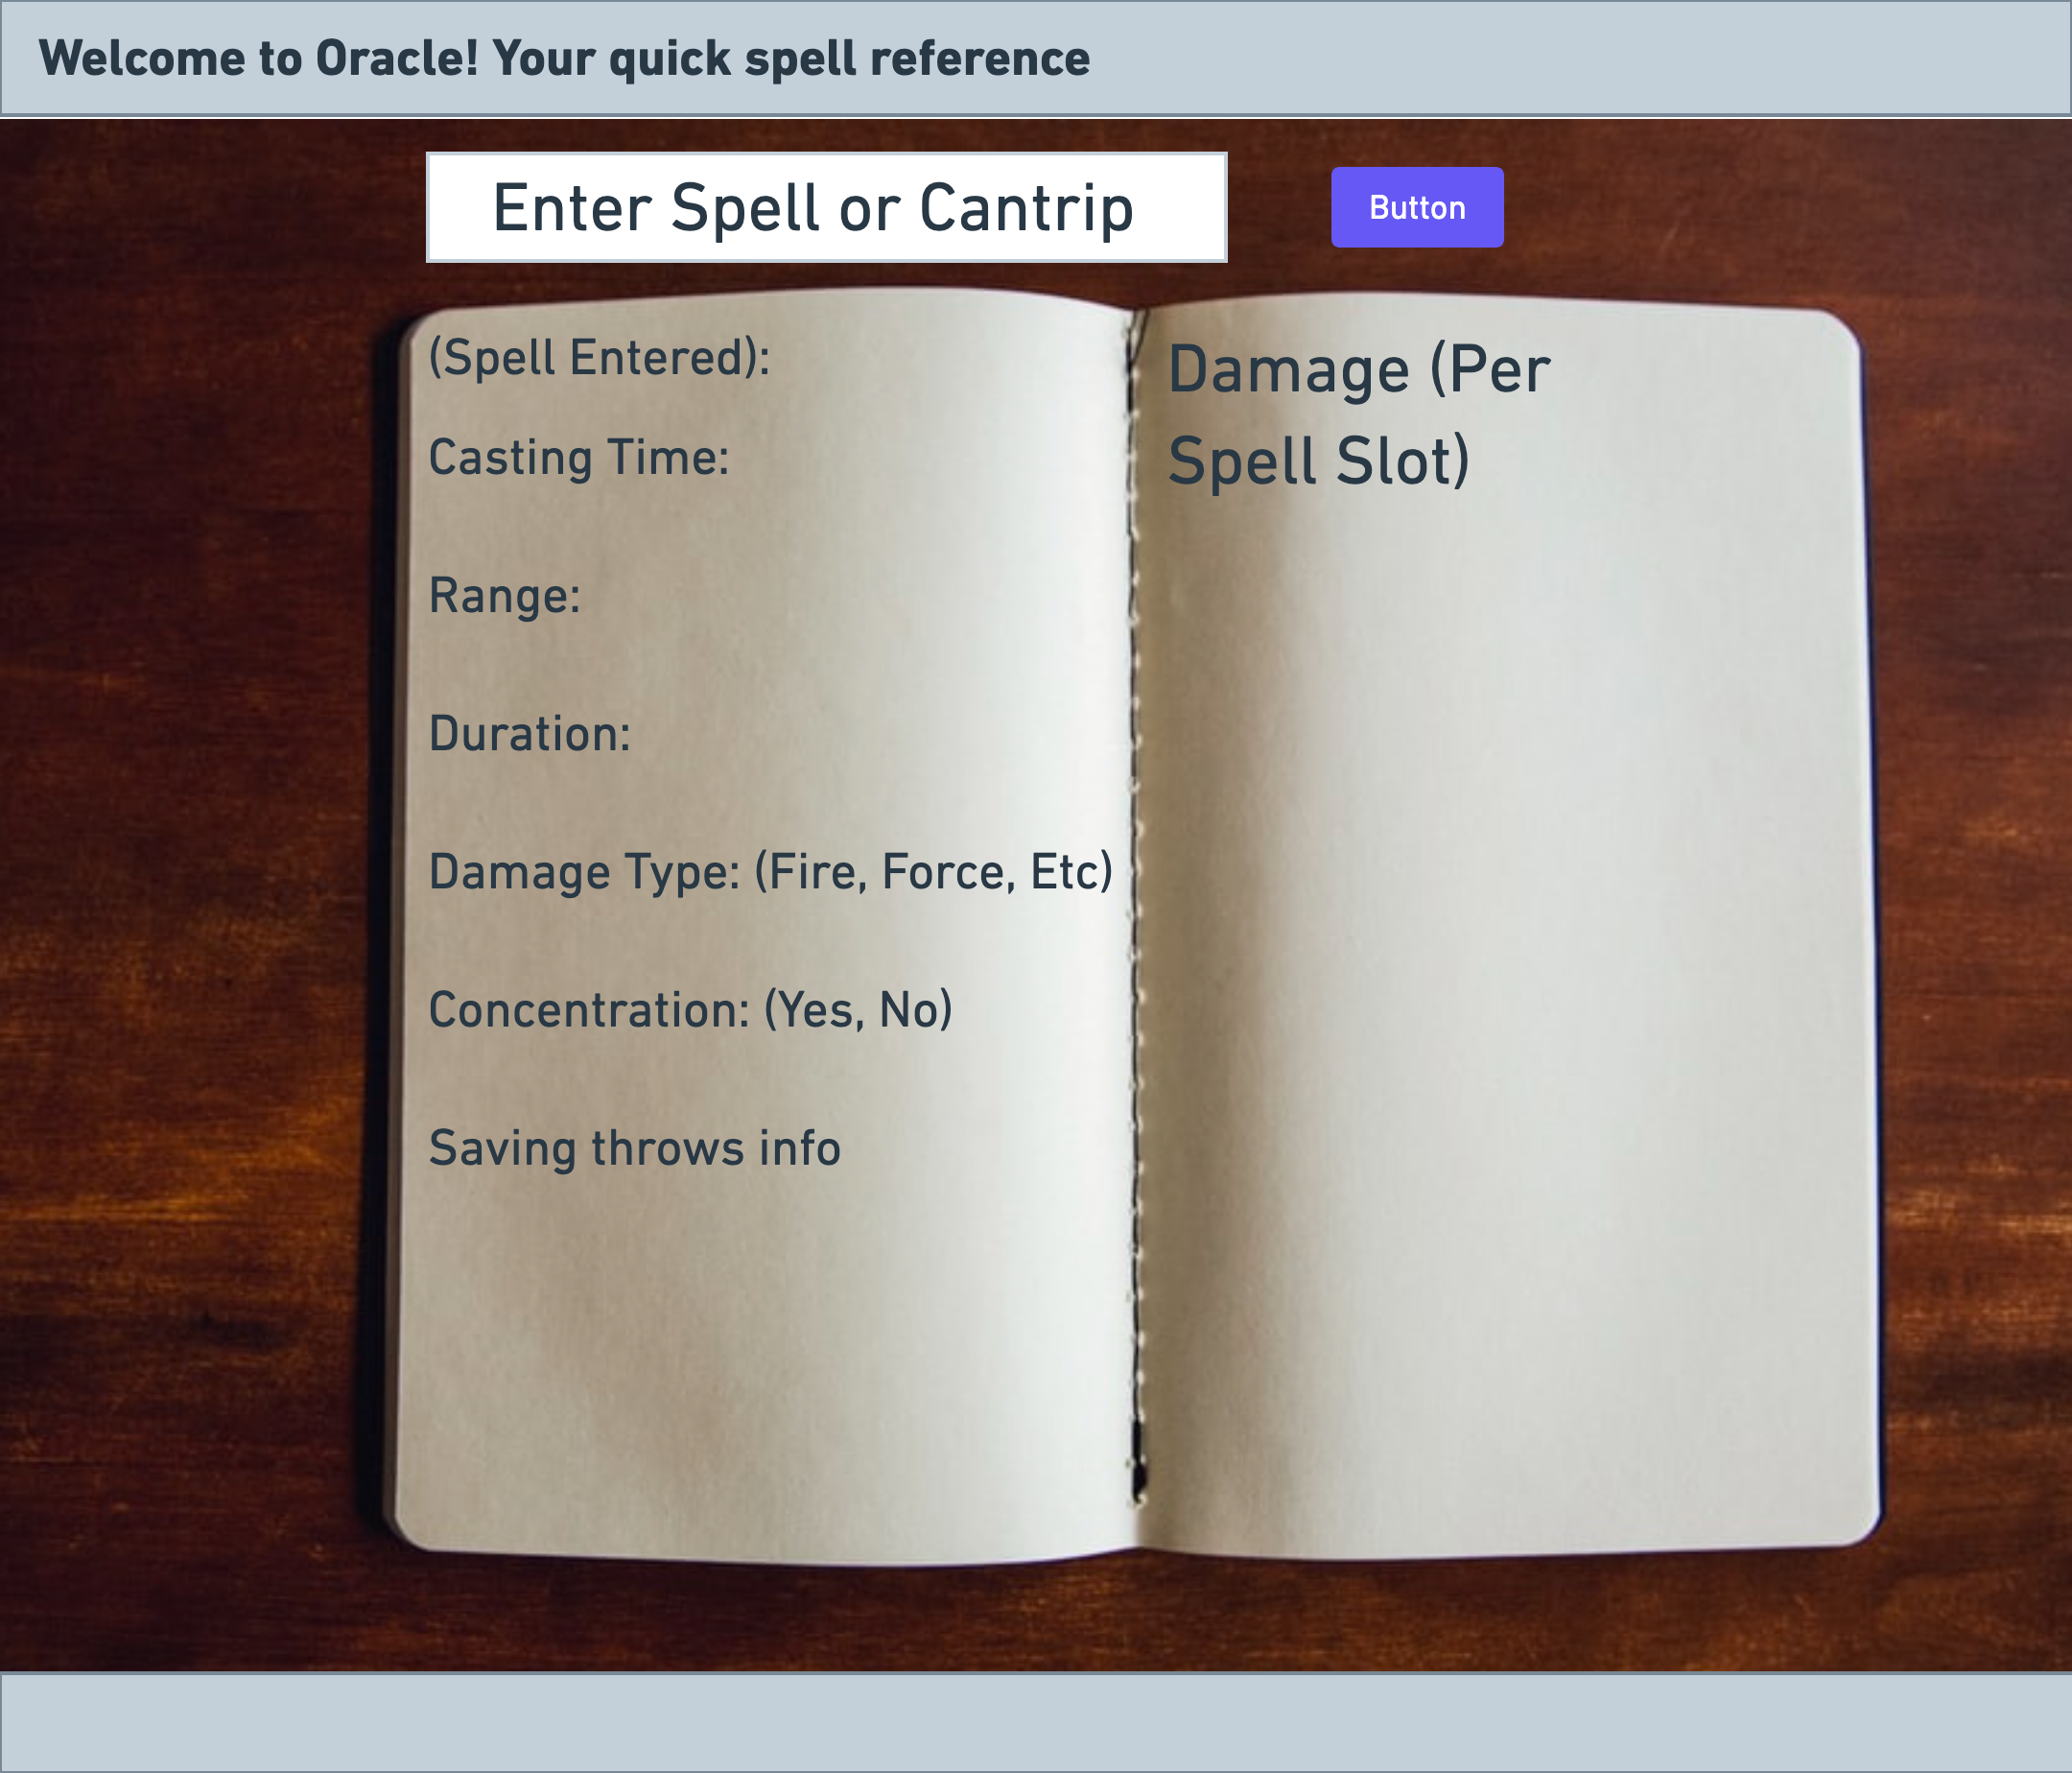 Welcome to Oracle! Your quick spell reference
Enter Spell or Cantrip
Button
(Spell Entered):
Casting Time:
Range:
Duration:
Damage Type: (Fire, Force, Etc)
Concentration: (Yes, No)
Saving throws info
Damage (Per
Spell Slot)